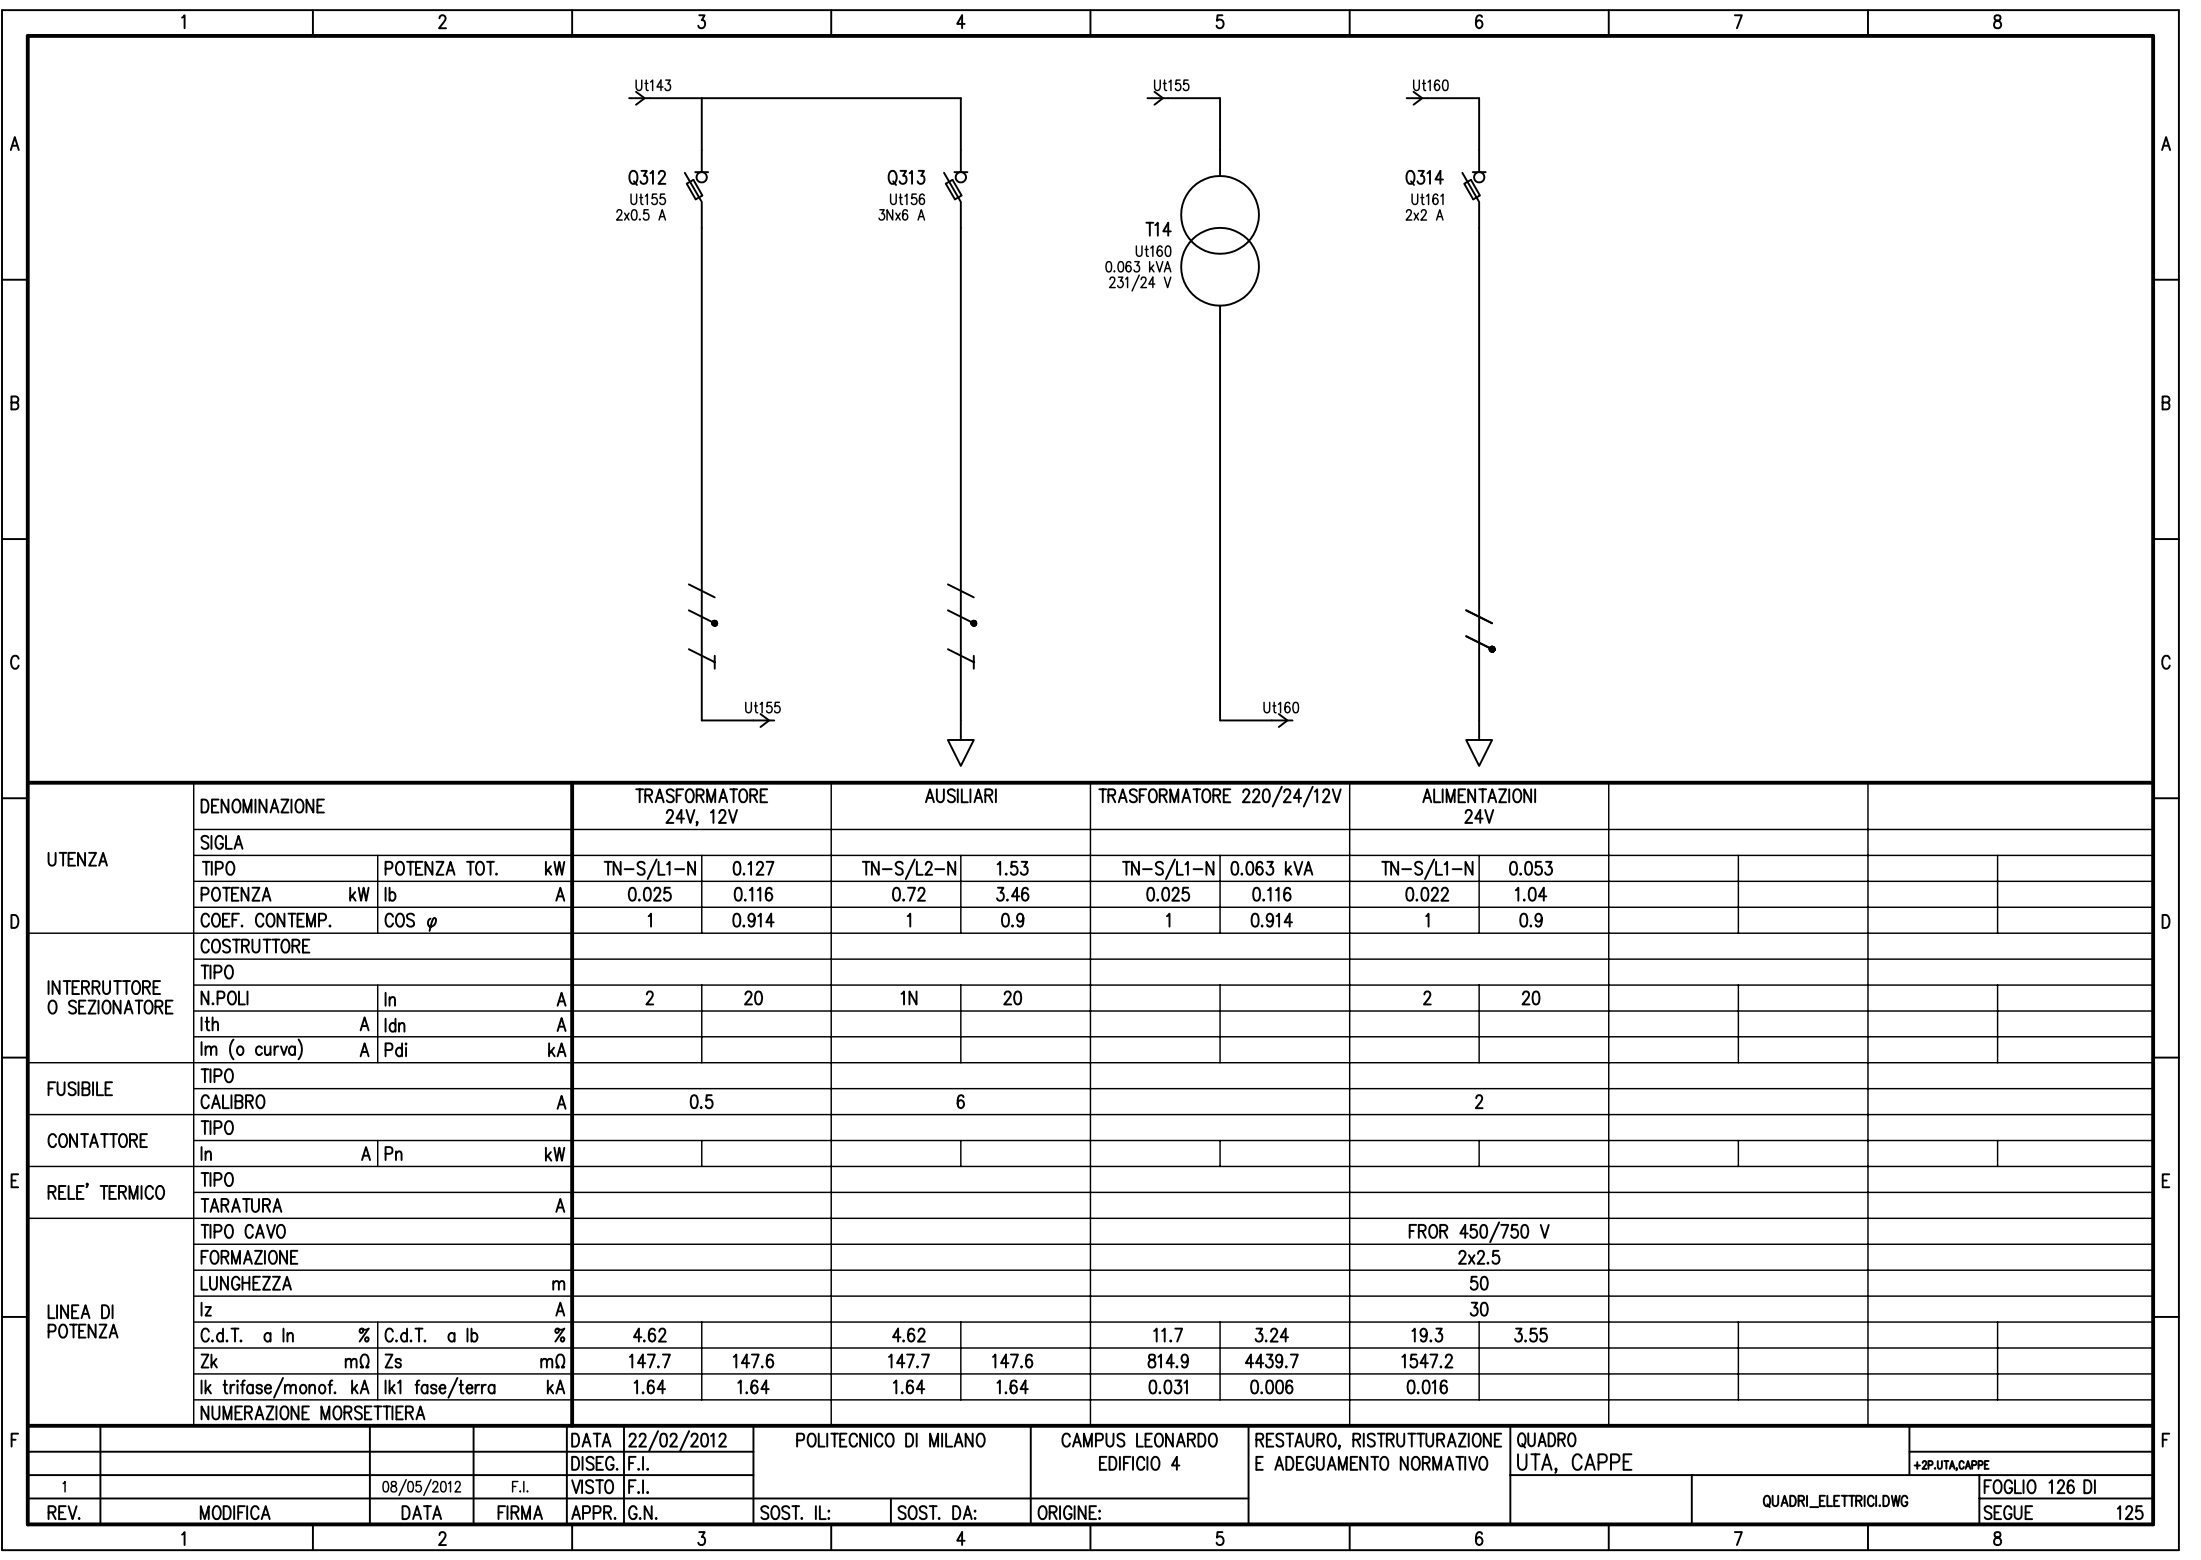 1 2 3 4 5 6 7 8
Ut143 Ut155 Ut160
A A
Q312
Ut155
2x0.5 A
Q313
Ut156
3Nx6 A
T14
Ut160
0.063 kVA
231/24 V
Q314
Ut161
2x2 A
B B
C C
Ut155 Ut160
UTENZA
DENOMINAZIONE TRASFORMATORE 24V, 12V AUSILIARI TRASFORMATORE 220/24/12V ALIMENTAZIONI 24V
SIGLA
TIPO POTENZA TOT. kW TN-S/L1-N 0.127 TN-S/L2-N 1.53 TN-S/L1-N 0.063 kVA TN-S/L1-N 0.053
POTENZA kW Ib A 0.025 0.116 0.72 3.46 0.025 0.116 0.022 1.04
D COEF. CONTEMP. COS φ 1 0.914 1 0.9 1 0.914 1 0.9 D
INTERRUTTORE
O SEZIONATORE
COSTRUTTORE
TIPO
N.POLI In A 2 20 1N 20 2 20
Ith A Idn A
Im (o curva) A Pdi kA
FUSIBILE
TIPO
CALIBRO A 0.5 6 2
CONTATTORE
TIPO
In A Pn kW
E RELE' TERMICO E
TIPO
TARATURA A
LINEA DI
POTENZA
TIPO CAVO FROR 450/750 V
FORMAZIONE 2x2.5
LUNGHEZZA m 50
Iz A 30
C.d.T. a In % C.d.T. a Ib % 4.62 4.62 11.7 3.24 19.3 3.55
Zk mΩ Zs mΩ 147.7 147.6 147.7 147.6 814.9 4439.7 1547.2
Ik trifase/monof. kA Ik1 fase/terra kA 1.64 1.64 1.64 1.64 0.031 0.006 0.016
NUMERAZIONE MORSETTIERA
F F
DATA 22/02/2012
DISEG. F.I.
1 08/05/2012 F.I. VISTO F.I.
REV. MODIFICA DATA FIRMA APPR. G.N.
POLITECNICO DI MILANO
SOST. IL: SOST. DA:
CAMPUS LEONARDO
EDIFICIO 4
ORIGINE:
RESTAURO, RISTRUTTURAZIONE
E ADEGUAMENTO NORMATIVO
QUADRO
UTA, CAPPE
+2P.UTA,CAPPE
QUADRI_ELETTRICI.DWG
FOGLIO 126 DI
SEGUE 125
1 2 3 4 5 6 7 8